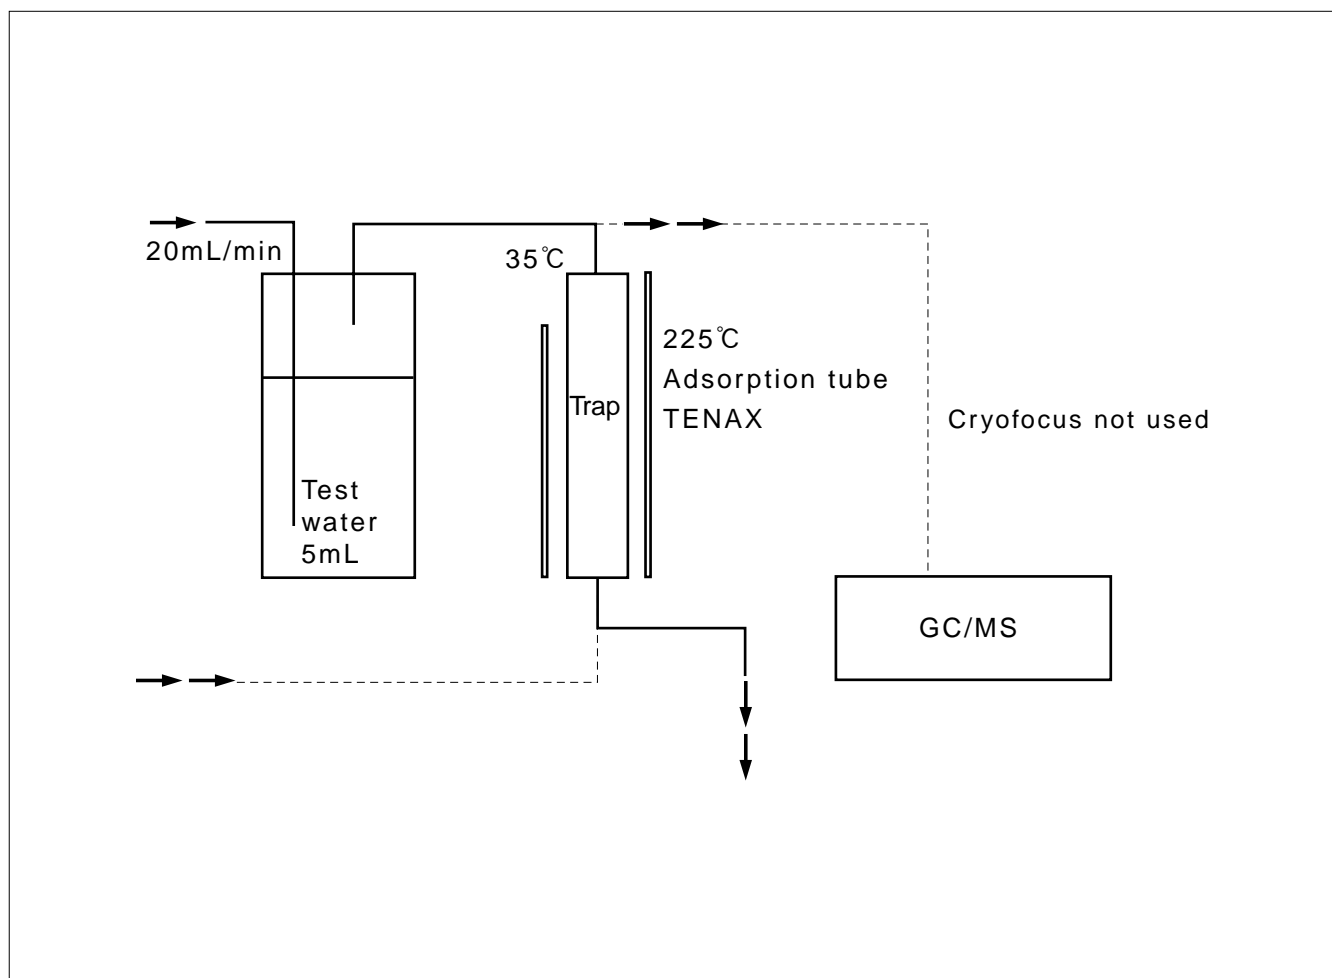 20mL/min
35℃
225℃
Adsorption tube
TENAX
Trap
Cryofocus not used
Test
water
5mL
GC/MS